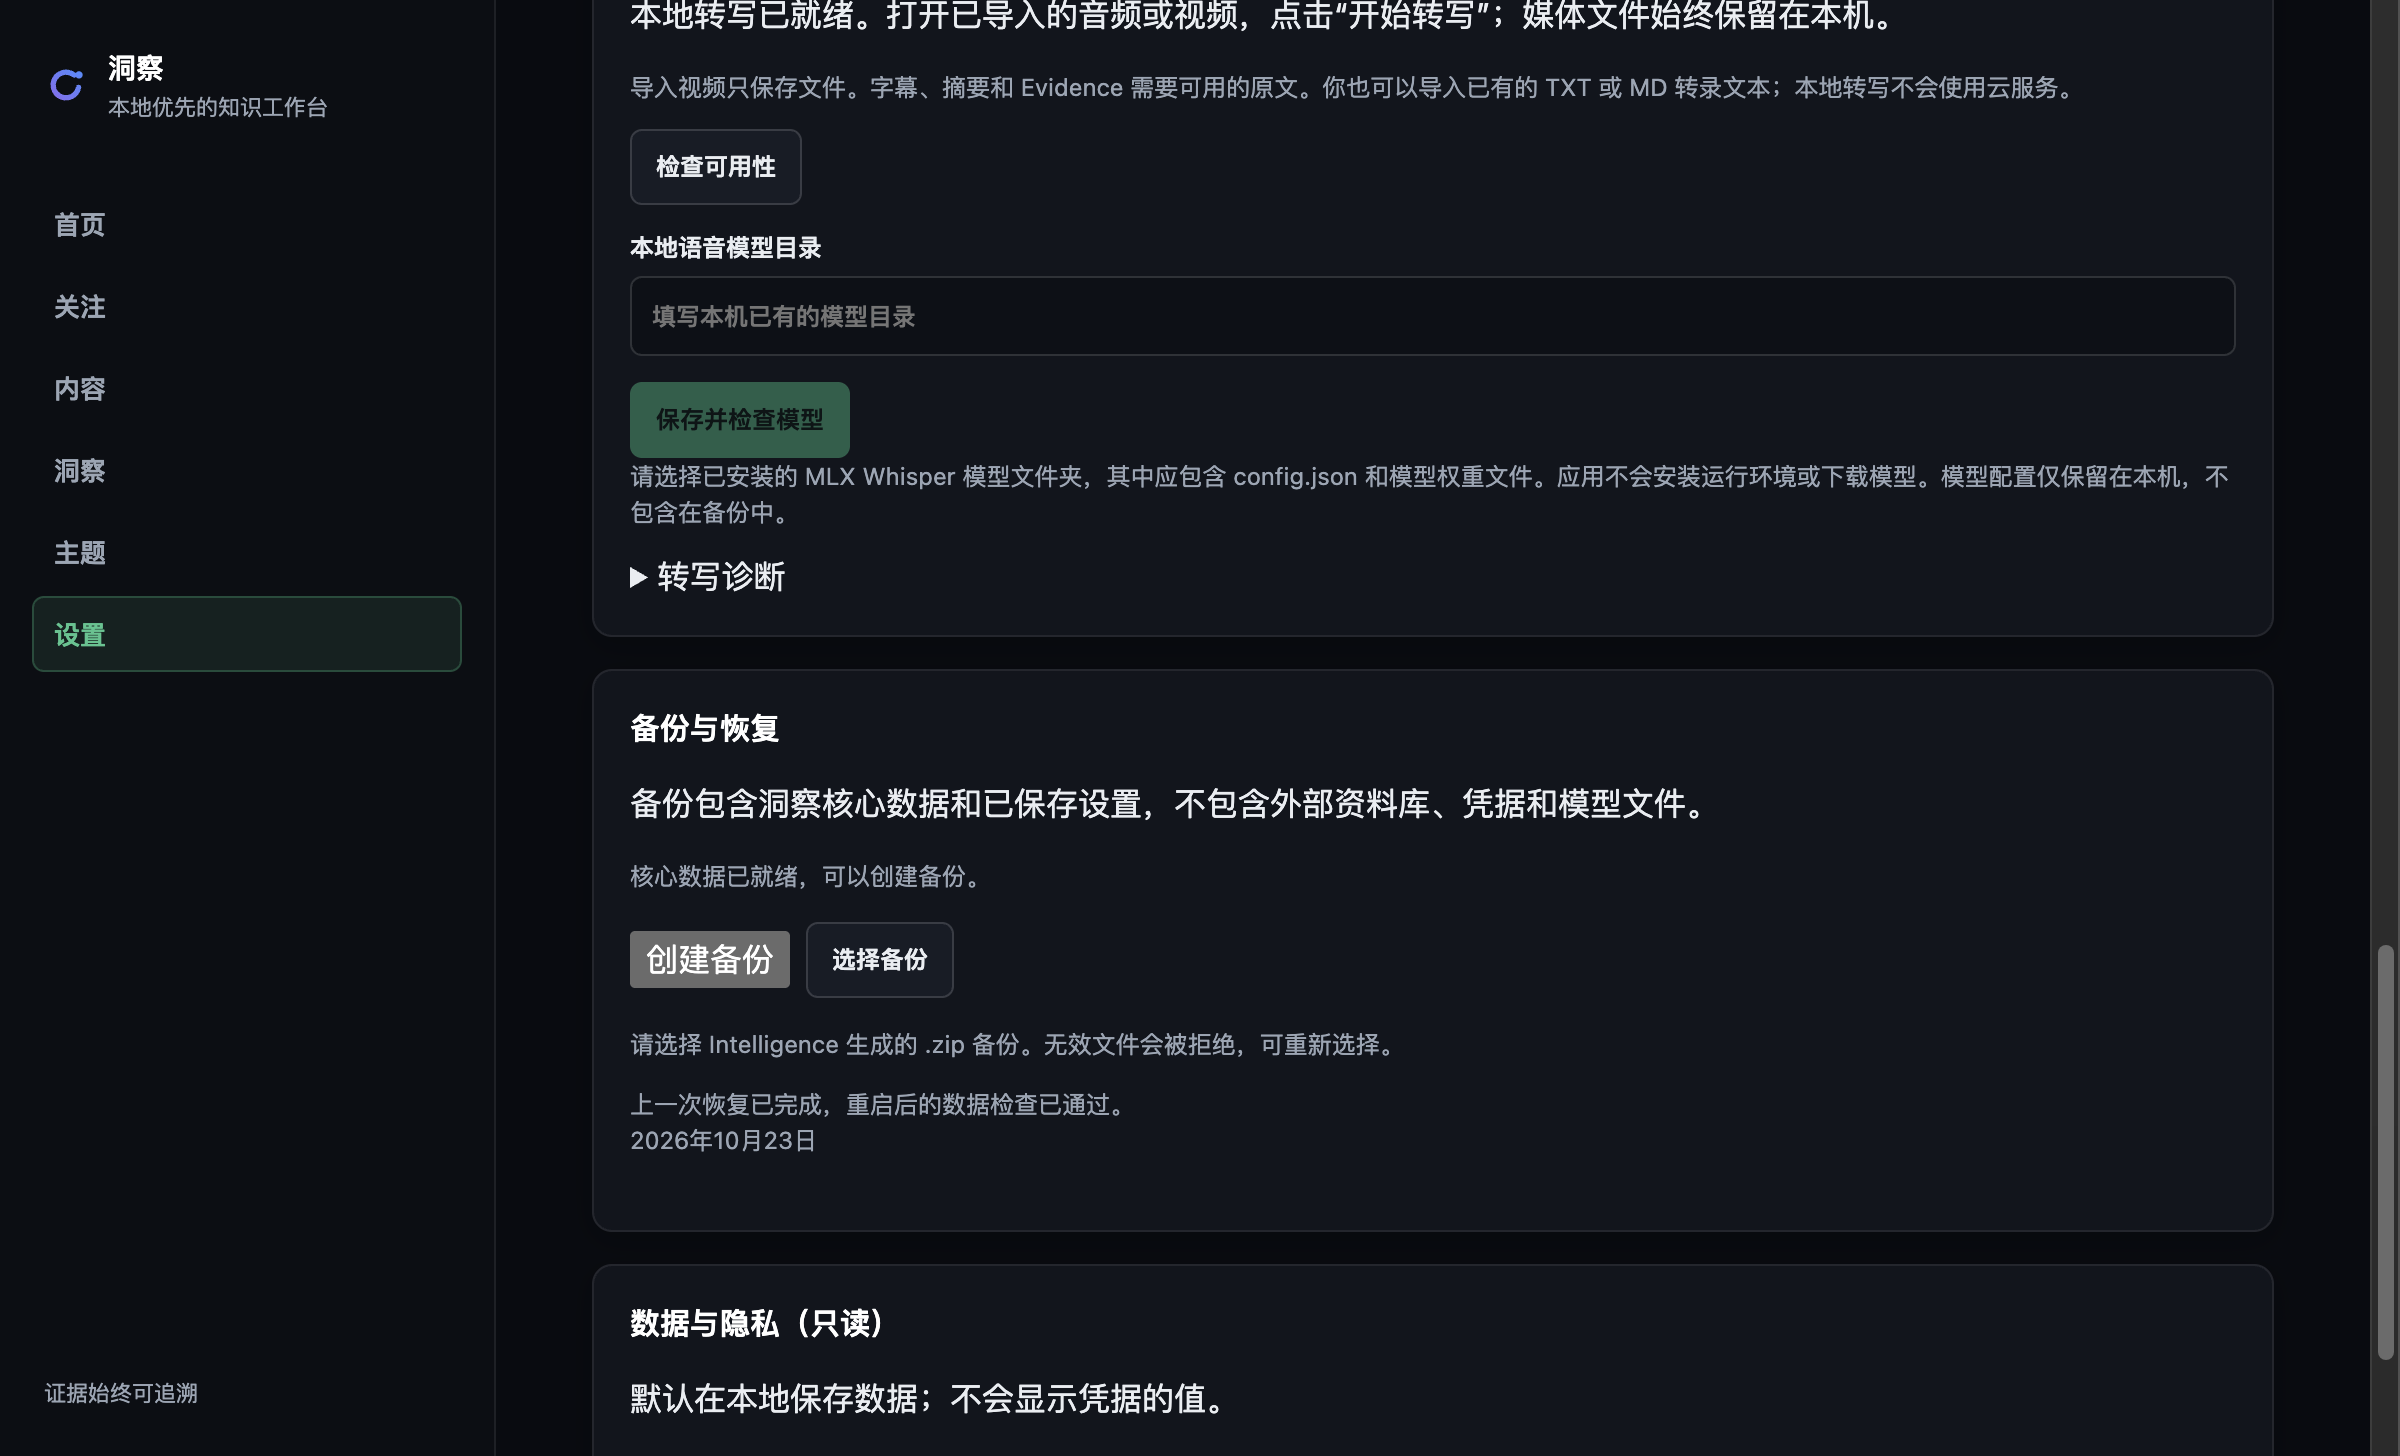 洞察
本地优先的知识工作台
首页
关注
内容
洞察
主题
设置
证据始终可追溯
本地转写已就绪。打开已导入的音频或视频，点击“开始转写”；媒体文件始终保留在本机。
导入视频只保存文件。字幕、摘要和 Evidence 需要可用的原文。你也可以导入已有的 TXT 或 MD 转录文本；本地转写不会使用云服务。
检查可用性
本地语音模型目录
填写本机已有的模型目录
保存并检查模型
请选择已安装的 MLX Whisper 模型文件夹，其中应包含 config.json 和模型权重文件。应用不会安装运行环境或下载模型。模型配置仅保留在本机，不
包含在备份中。
转写诊断
备份与恢复
备份包含洞察核心数据和已保存设置，不包含外部资料库、凭据和模型文件。
核心数据已就绪，可以创建备份。
创建备份
选择备份
请选择 Intelligence 生成的 .zip 备份。无效文件会被拒绝，可重新选择。
上一次恢复已完成，重启后的数据检查已通过。
2026年10月23日
数据与隐私（只读）
默认在本地保存数据；不会显示凭据的值。